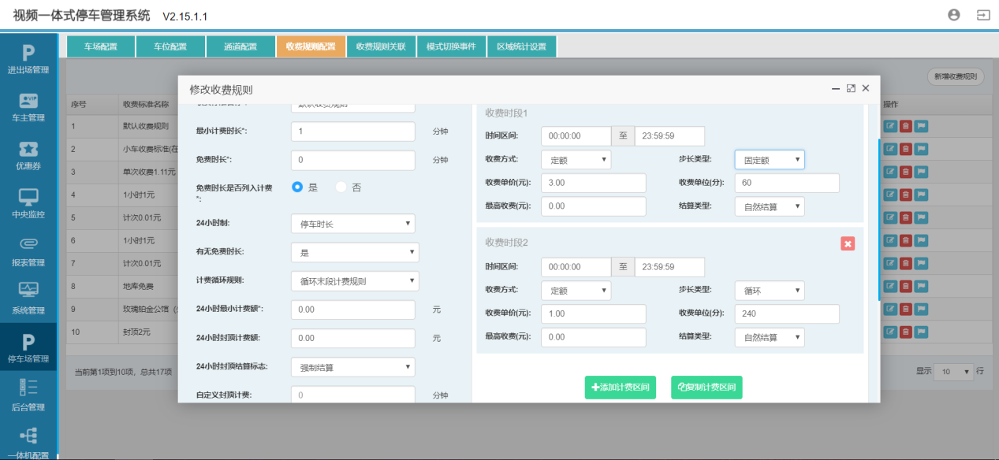 视频一体式停车管理系统 V2.15.1.1
车场配置 车位配置 通道配置 收费规则配置 收费规则关联 模式切换事件 区域统计设置
进出场管理
车主管理
优惠券
中央监控
报表管理
系统管理
停车场管理
后台管理
一体机配置
新增收费规则
序号 收费标准名称 操作
1 默认收费规则
2 小车收费标准(在
3 单次收费1.11元
4 1小时1元
5 计次0.01元
6 1小时1元
7 计次0.01元
8 地库免费
9 玫瑰铂金公馆
10 封顶2元
当前第1项到10项，总共17项
显示 10 行
修改收费规则
默认收费规则
最小计费时长*: 1 分钟
免费时长*: 0 分钟
免费时长是否列入计费 是 否
*:
24小时制: 停车时长
有无免费时长: 是
计费循环规则: 循环末段计费规则
24小时最小计费额*: 0.00 元
24小时封顶计费额: 0.00 元
24小时封顶结算标志: 强制结算
自定义封顶计费: 0 分钟
收费时段1
时间区间: 00:00:00 至 23:59:59
收费方式: 定额 步长类型: 固定额
收费单价(元): 3.00 收费单位(分): 60
最高收费(元): 0.00 结算类型: 自然结算
收费时段2
时间区间: 00:00:00 至 23:59:59
收费方式: 定额 步长类型: 循环
收费单价(元): 1.00 收费单位(分): 240
最高收费(元): 0.00 结算类型: 自然结算
添加计费区间 复制计费区间